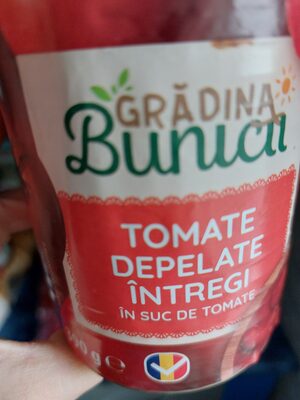 GRĂDINA
Bunicii
TOMATE
DEPELATE
ÎNTREGI
ÎN SUC DE TOMATE
g ℮